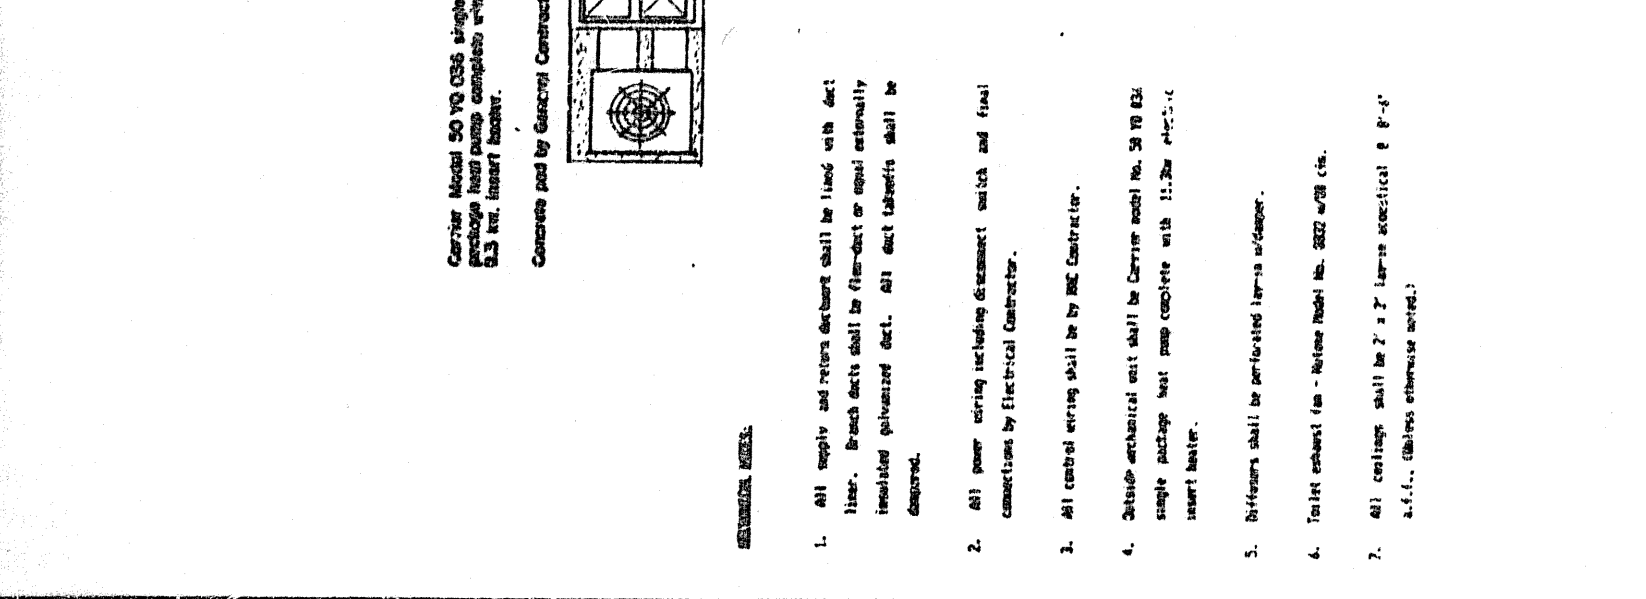 Carrier Model 50 YQ 036 single
package heat pump complete with
9.3 kw. insert heater.
Concrete pad by General Contract
MECHANICAL NOTES:
1. All supply and return ductwork shall be lined with duct
liner. Branch ducts shall be flex-duct or equal externally
insulated galvanized duct. All duct takeoffs shall be
dampered.
2. All power wiring including disconnect switch and final
connections by Electrical Contractor.
3. All control wiring shall be by HVAC Contractor.
4. Outside mechanical unit shall be Carrier model No. 50 YQ 036
single package heat pump complete with electric
insert heater.
5. Diffusers shall be perforated lay-in w/damper.
6. Toilet exhaust fan - Nutone Model No. w/ cfm.
7. All ceilings shall be 2' x 2' lay-in acoustical @ 8'-6"
a.f.f.. (Unless otherwise noted.)